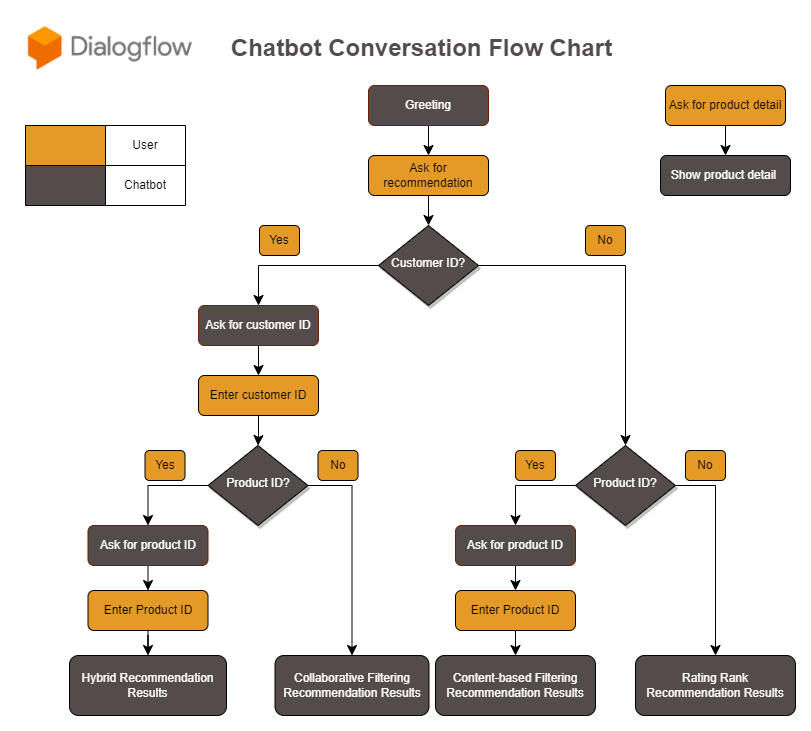 Dialogflow
Chatbot Conversation Flow Chart
Greeting
Ask for product detail
User
Chatbot
Ask for
recommendation
Show product detail
Yes
No
Customer ID?
Ask for customer ID
Enter customer ID
Yes
No
Product ID?
Yes
No
Product ID?
Ask for product ID
Ask for product ID
Enter Product ID
Enter Product ID
Hybrid Recommendation
Results
Collaborative Filtering
Recommendation Results
Content-based Filtering
Recommendation Results
Rating Rank
Recommendation Results